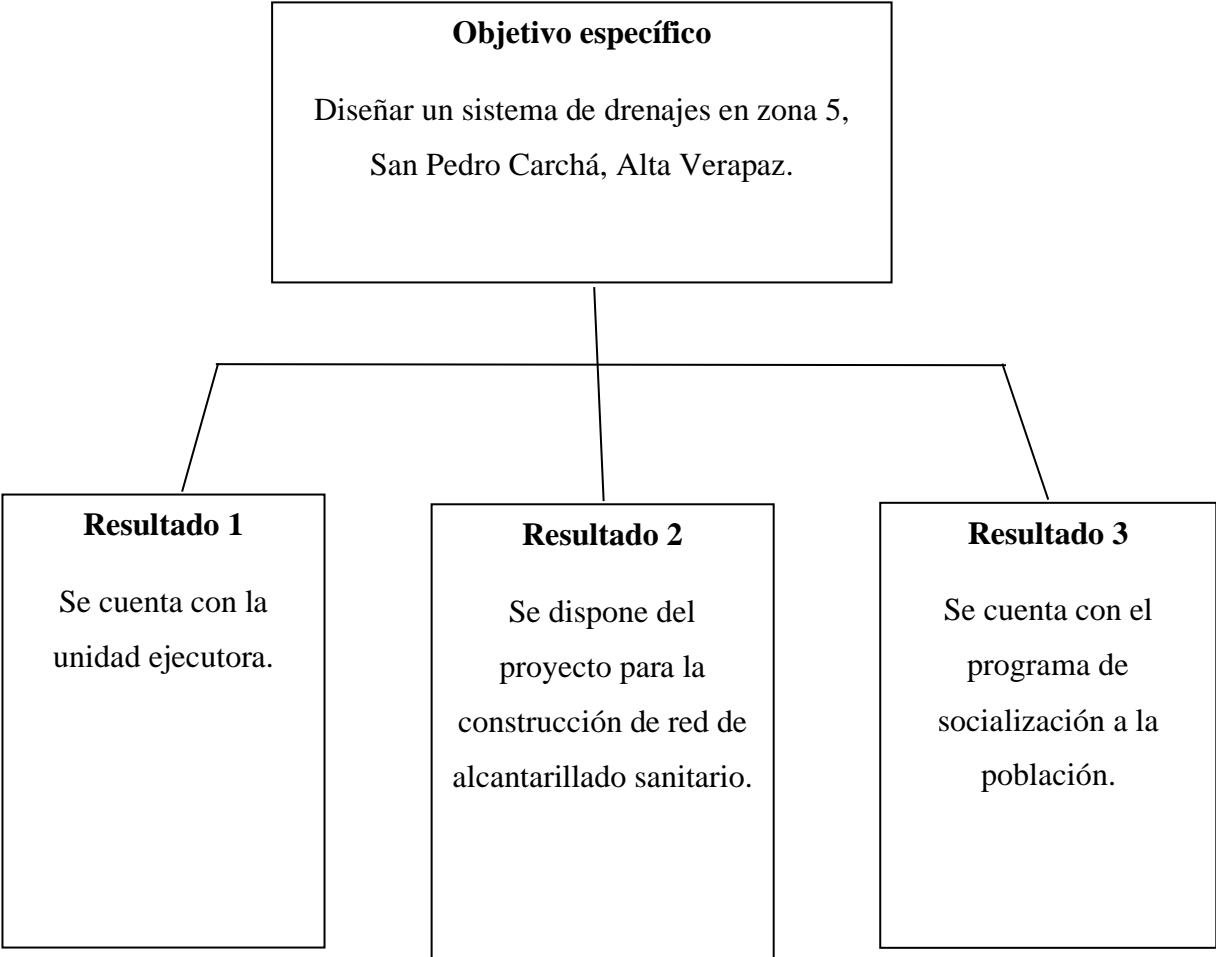 Objetivo específico
Diseñar un sistema de drenajes en zona 5,
San Pedro Carchá, Alta Verapaz.
Resultado 1
Se cuenta con la
unidad ejecutora.
Resultado 2
Se dispone del
proyecto para la
construcción de red de
alcantarillado sanitario.
Resultado 3
Se cuenta con el
programa de
socialización a la
población.